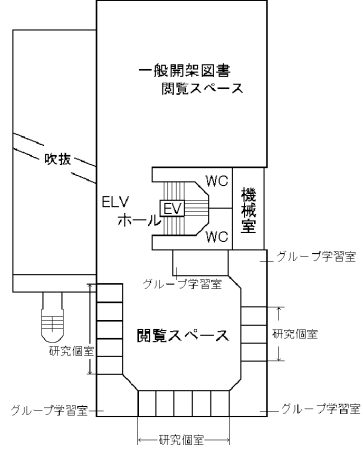 一般開架図書
閲覧スペース
吹抜
WC
ELV
ホール
EV
機械室
WC
グループ学習室
グループ学習室
閲覧スペース
研究個室
研究個室
グループ学習室
グループ学習室
研究個室